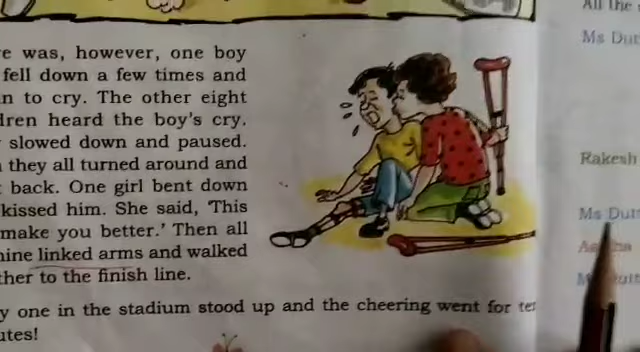 e was, however, one boy
fell down a few times and
n to cry. The other eight
dren heard the boy's cry.
slowed down and paused.
they all turned around and
back. One girl bent down
kissed him. She said, 'This
make you better.' Then all
nine linked arms and walked
ther to the finish line.
y one in the stadium stood up and the cheering went for te
utes!
All the
Ms Dut
Rakesh
Ms Dutt